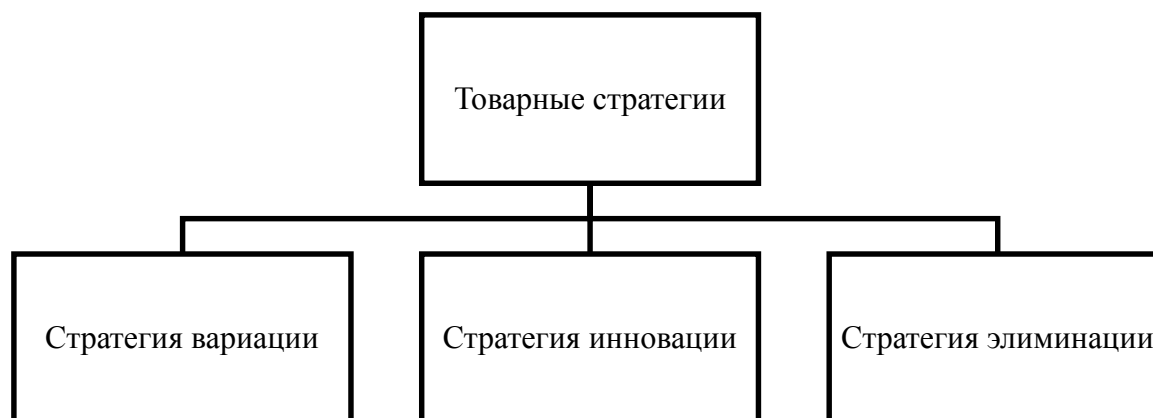 Товарные стратегии
Стратегия вариации
Стратегия инновации
Стратегия элиминации